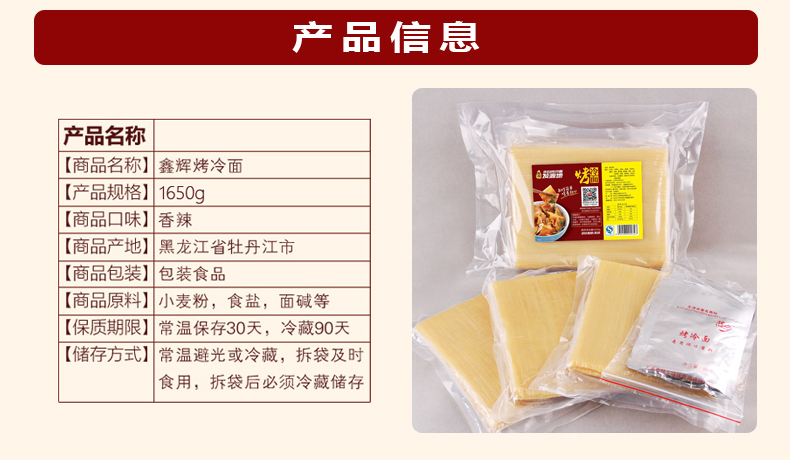 产品信息
产品名称
【商品名称】 鑫辉烤冷面
【产品规格】 1650g
【商品口味】 香辣
【商品产地】 黑龙江省牡丹江市
【商品包装】 包装食品
【商品原料】 小麦粉，食盐，面碱等
【保质期限】 常温保存30天，冷藏90天
【储存方式】 常温避光或冷藏，拆袋及时
食用，拆袋后必须冷藏储存
发源地
烤冷面
烤冷面